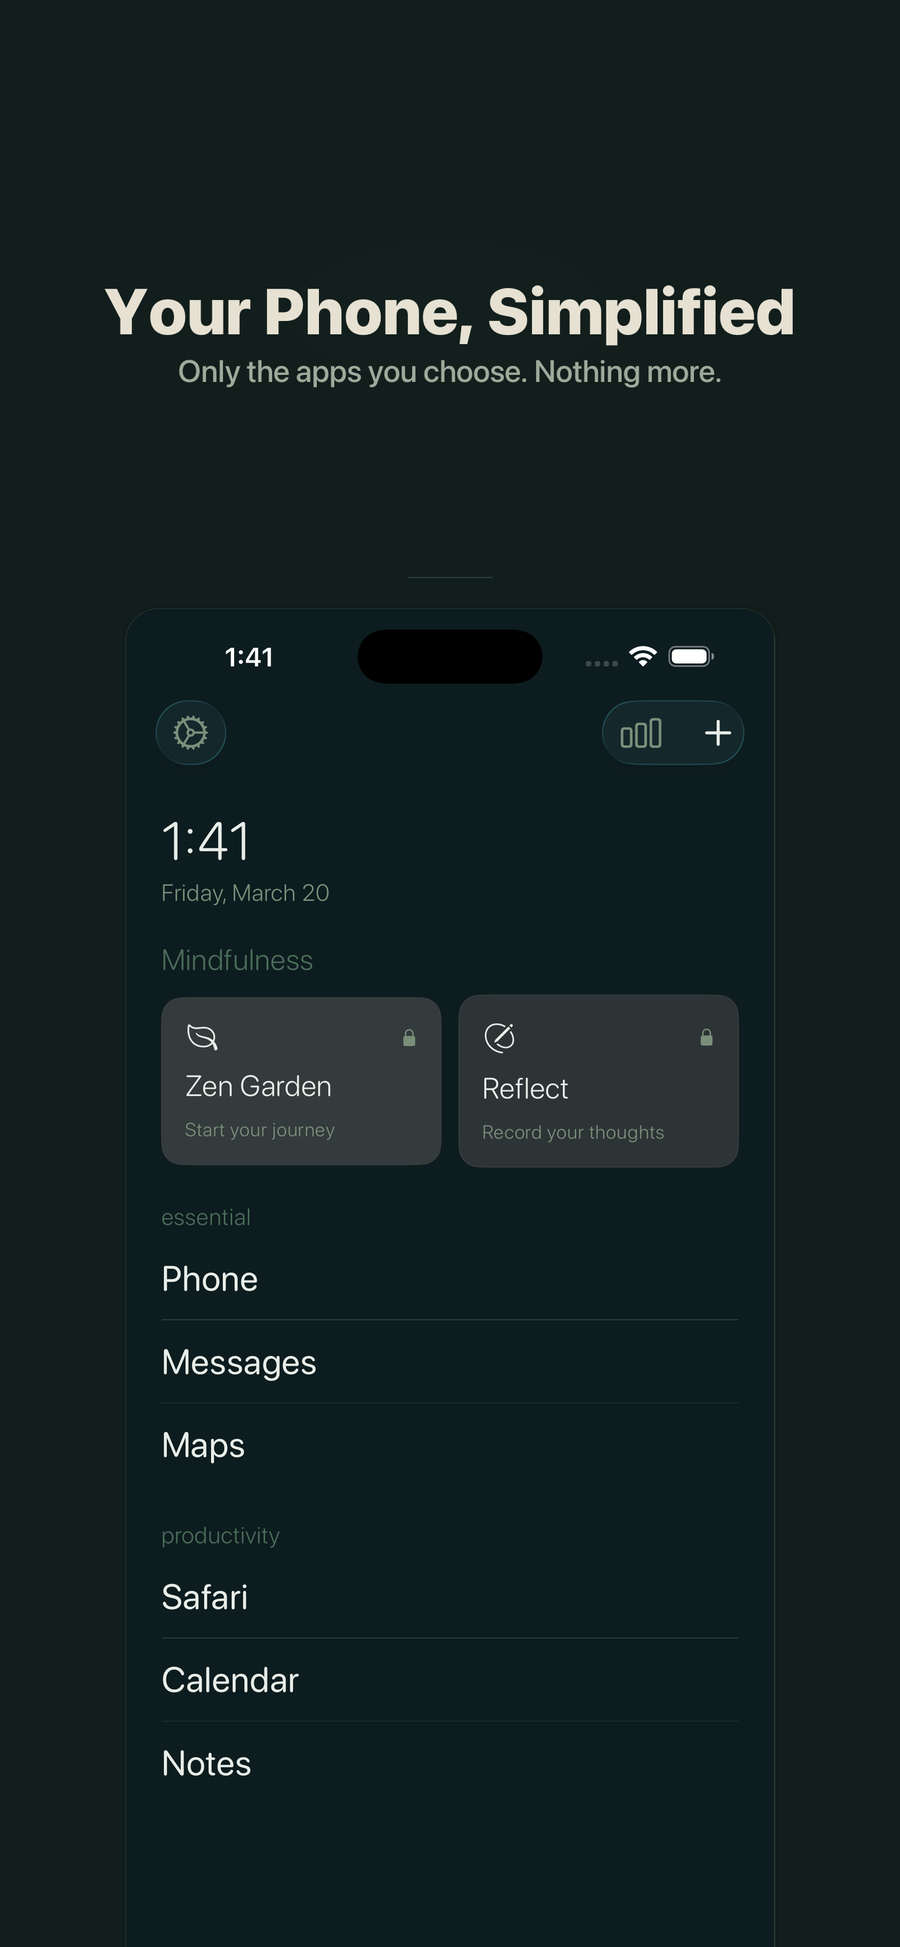 Your Phone, Simplified
Only the apps you choose. Nothing more.
1:41
1:41
Friday, March 20
Mindfulness
Zen Garden
Start your journey
Reflect
Record your thoughts
essential
Phone
Messages
Maps
productivity
Safari
Calendar
Notes